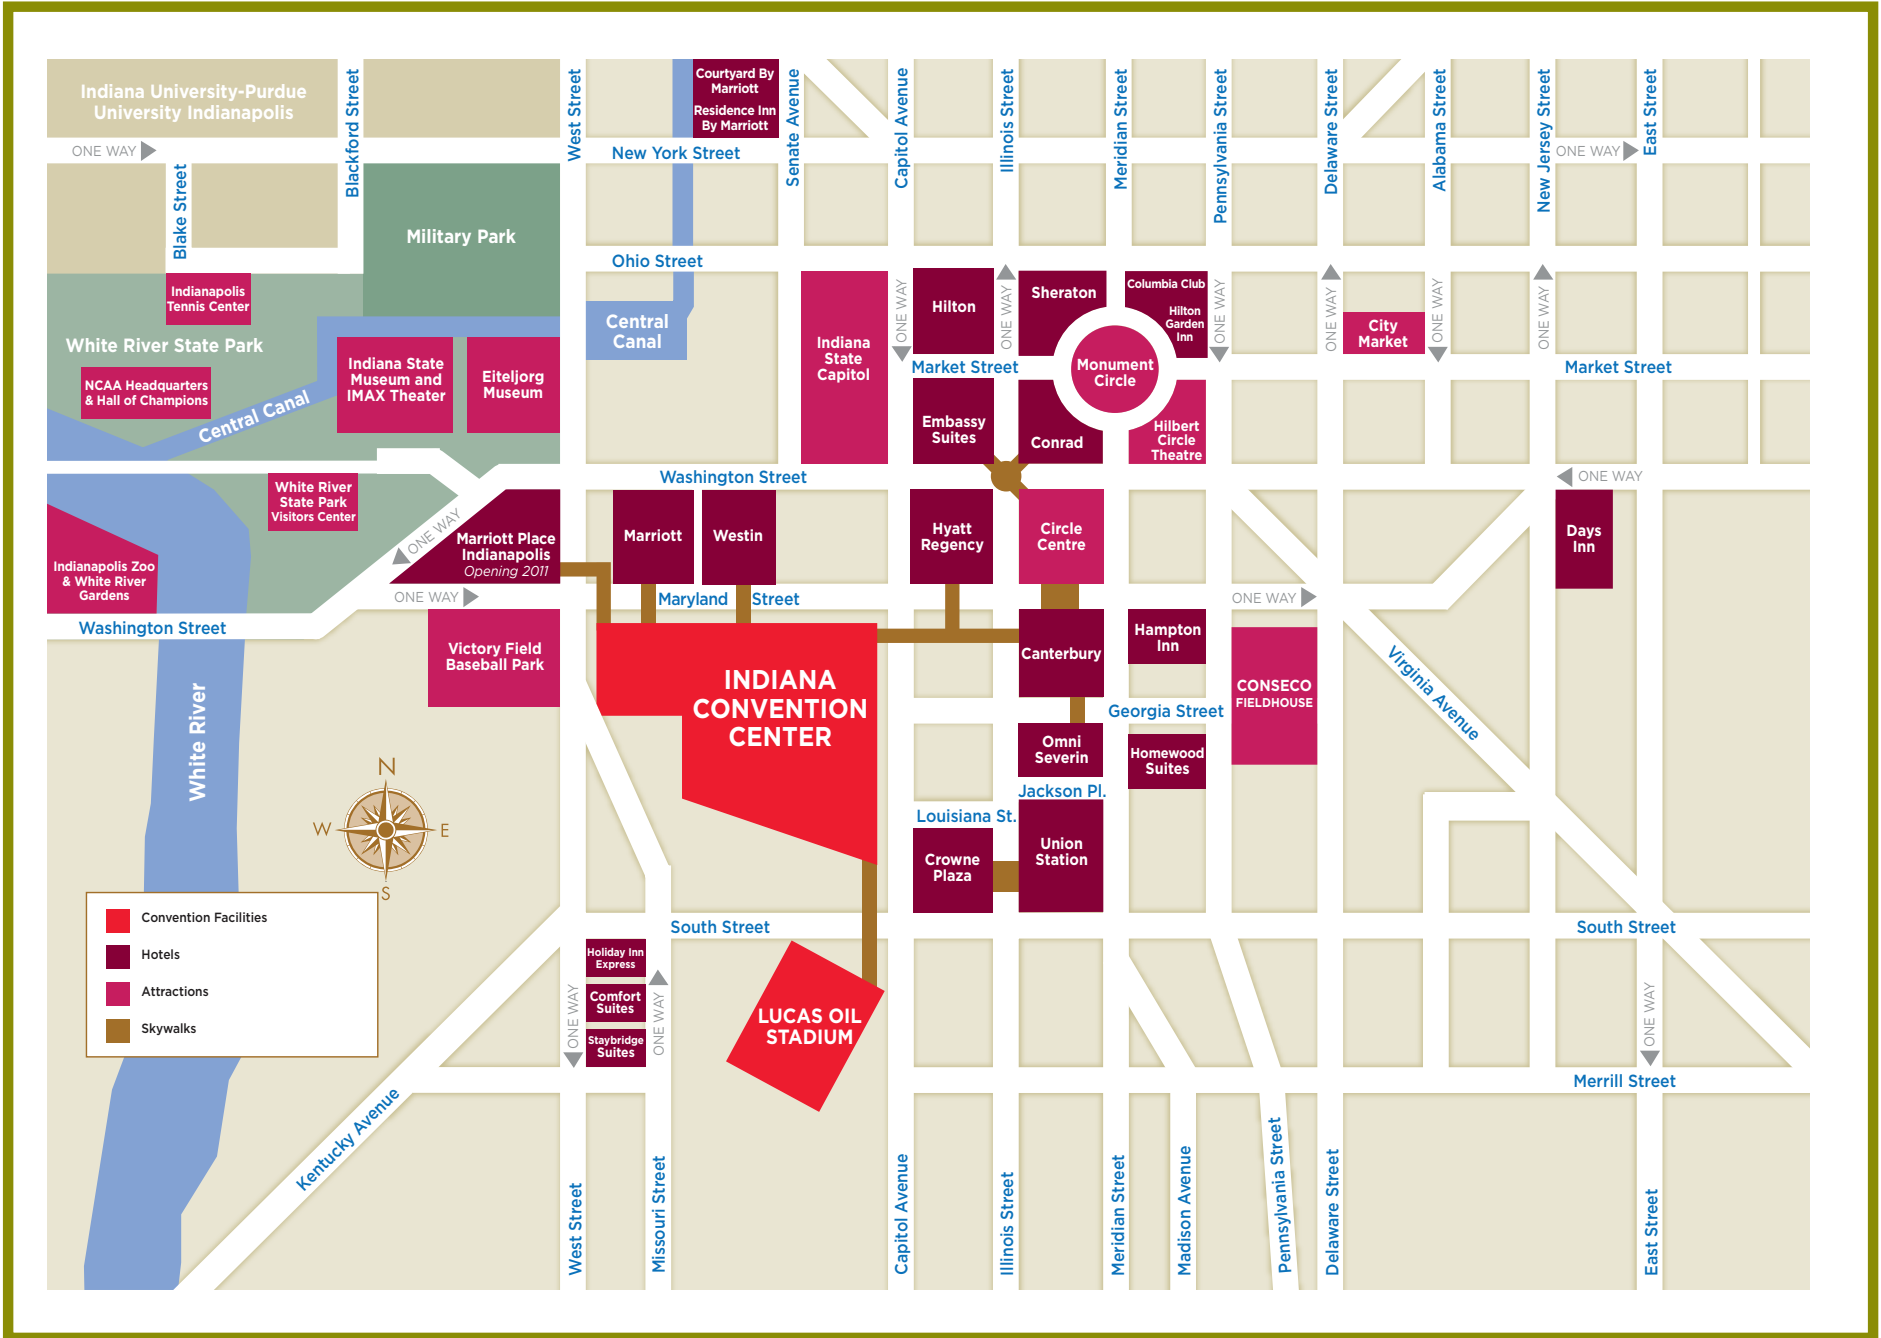 Indiana University-Purdue
University Indianapolis
Blackford Street
West Street
Courtyard By
Marriott
Residence Inn
By Marriott
Senate Avenue
Capitol Avenue
Illinois Street
Meridian Street
Pennsylvania Street
Delaware Street
Alabama Street
New Jersey Street
East Street
ONE WAY
New York Street
ONE WAY
Blake Street
Military Park
Ohio Street
Indianapolis
Tennis Center
White River State Park
NCAA Headquarters
& Hall of Champions
Central Canal
Indiana State
Museum and
IMAX Theater
Eiteljorg
Museum
Central
Canal
Indiana
State
Capitol
ONE WAY
Hilton
ONE WAY
Sheraton
Columbia Club
Hilton
Garden
Inn
ONE WAY
ONE WAY
City
Market
ONE WAY
ONE WAY
Market Street
Monument
Circle
Market Street
Embassy
Suites
Conrad
Hilbert
Circle
Theatre
Washington Street
ONE WAY
White River
State Park
Visitors Center
ONE WAY
Marriott Place
Indianapolis
Opening 2011
Marriott
Westin
Hyatt
Regency
Circle
Centre
Days
Inn
Indianapolis Zoo
& White River
Gardens
ONE WAY
Maryland Street
ONE WAY
Washington Street
Victory Field
Baseball Park
INDIANA
CONVENTION
CENTER
Canterbury
Hampton
Inn
CONSECO
FIELDHOUSE
Virginia Avenue
Georgia Street
White River
Omni
Severin
Homewood
Suites
Jackson Pl.
Louisiana St.
Crowne
Plaza
Union
Station
N
W
E
S
Convention Facilities
Hotels
Attractions
Skywalks
South Street
South Street
Holiday Inn
Express
Comfort
Suites
Staybridge
Suites
ONE WAY
ONE WAY
LUCAS OIL
STADIUM
ONE WAY
Merrill Street
Kentucky Avenue
West Street
Missouri Street
Capitol Avenue
Illinois Street
Meridian Street
Madison Avenue
Pennsylvania Street
Delaware Street
East Street